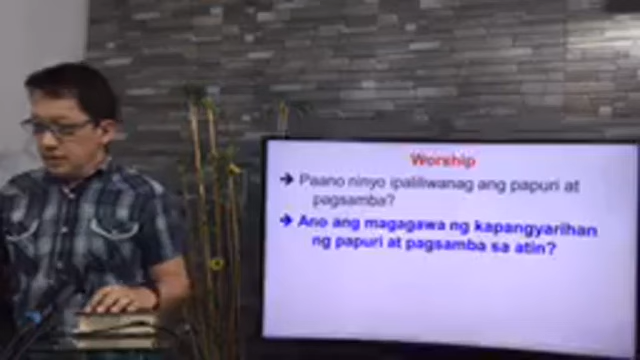 Worship
➔ Paano ninyo ipaliliwanag ang papuri at
pagsamba?
➔ Ano ang magagawa ng kapangyarihan
ng papuri at pagsamba sa atin?